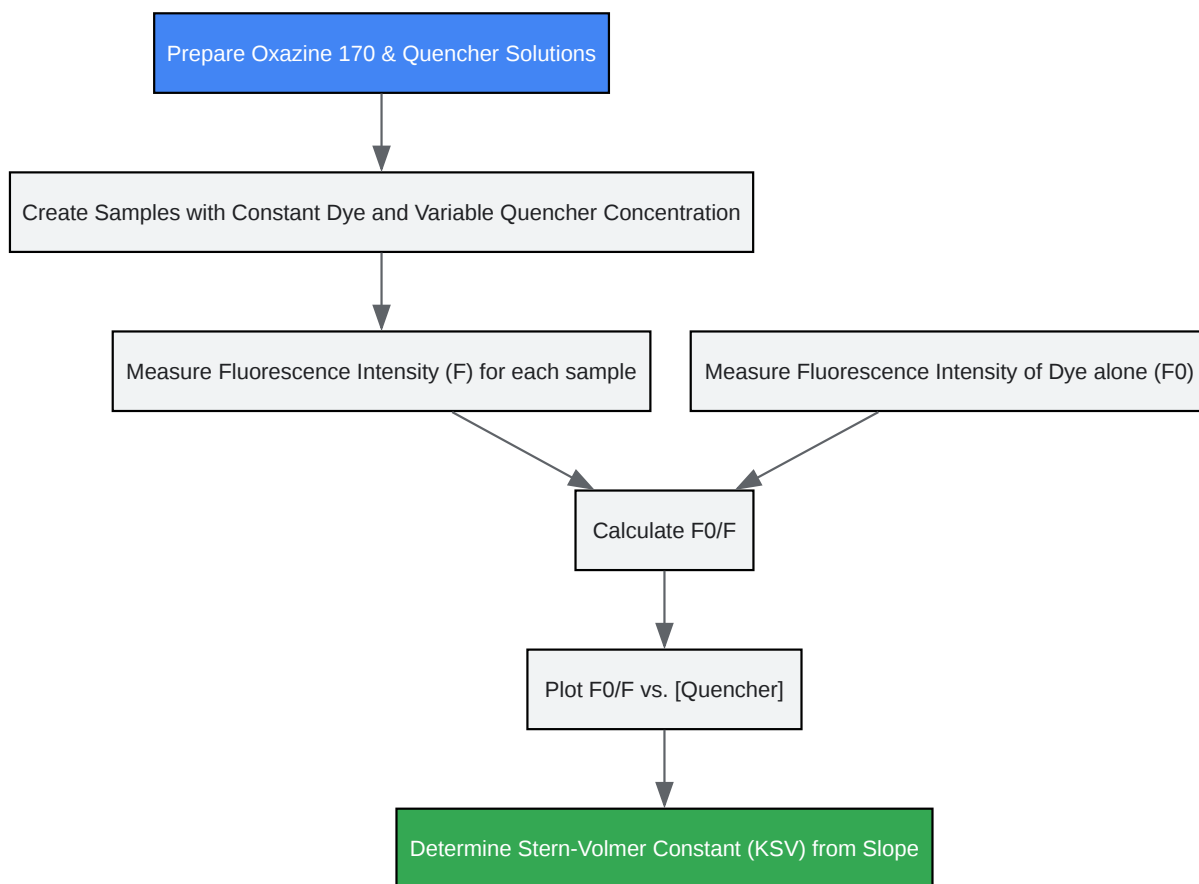 Prepare Oxazine 170 & Quencher Solutions
Create Samples with Constant Dye and Variable Quencher Concentration
Measure Fluorescence Intensity (F) for each sample
Measure Fluorescence Intensity of Dye alone (F0)
Calculate F0/F
Plot F0/F vs. [Quencher]
Determine Stern-Volmer Constant (KSV) from Slope